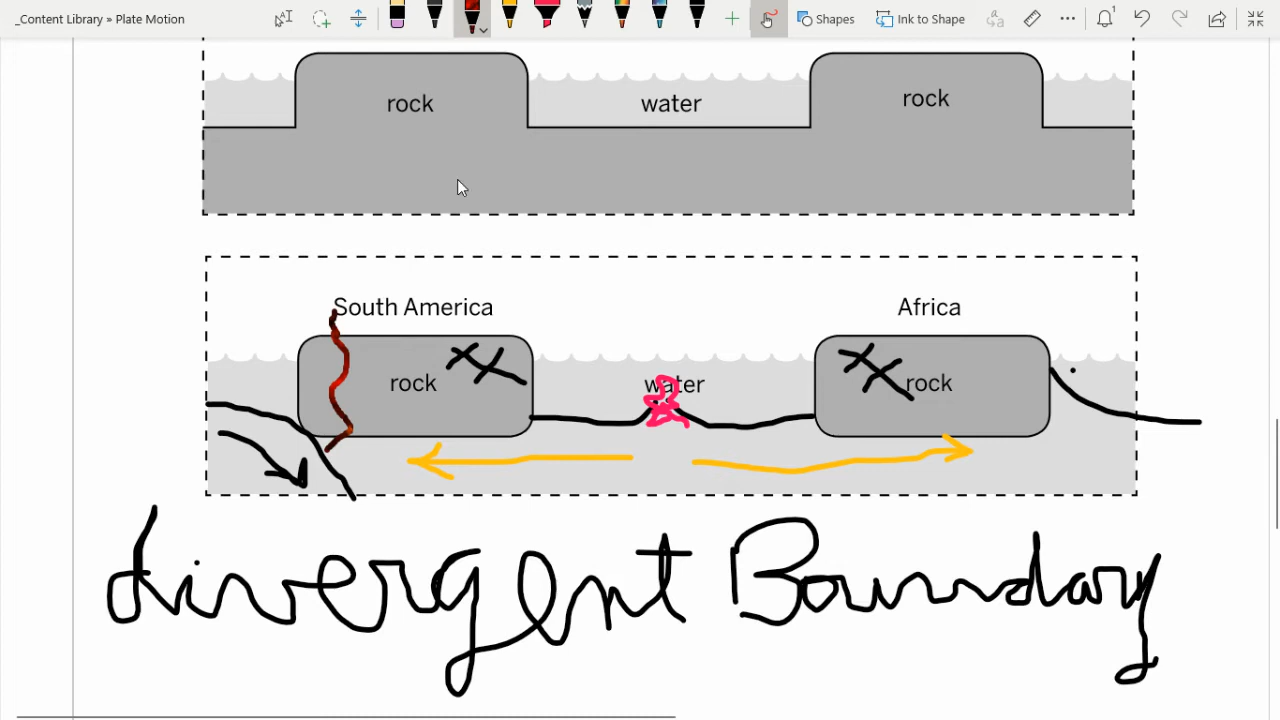 _Content Library » Plate Motion
Shapes
Ink to Shape
rock
water
rock
South America
Africa
rock
water
rock
divergent Boundary